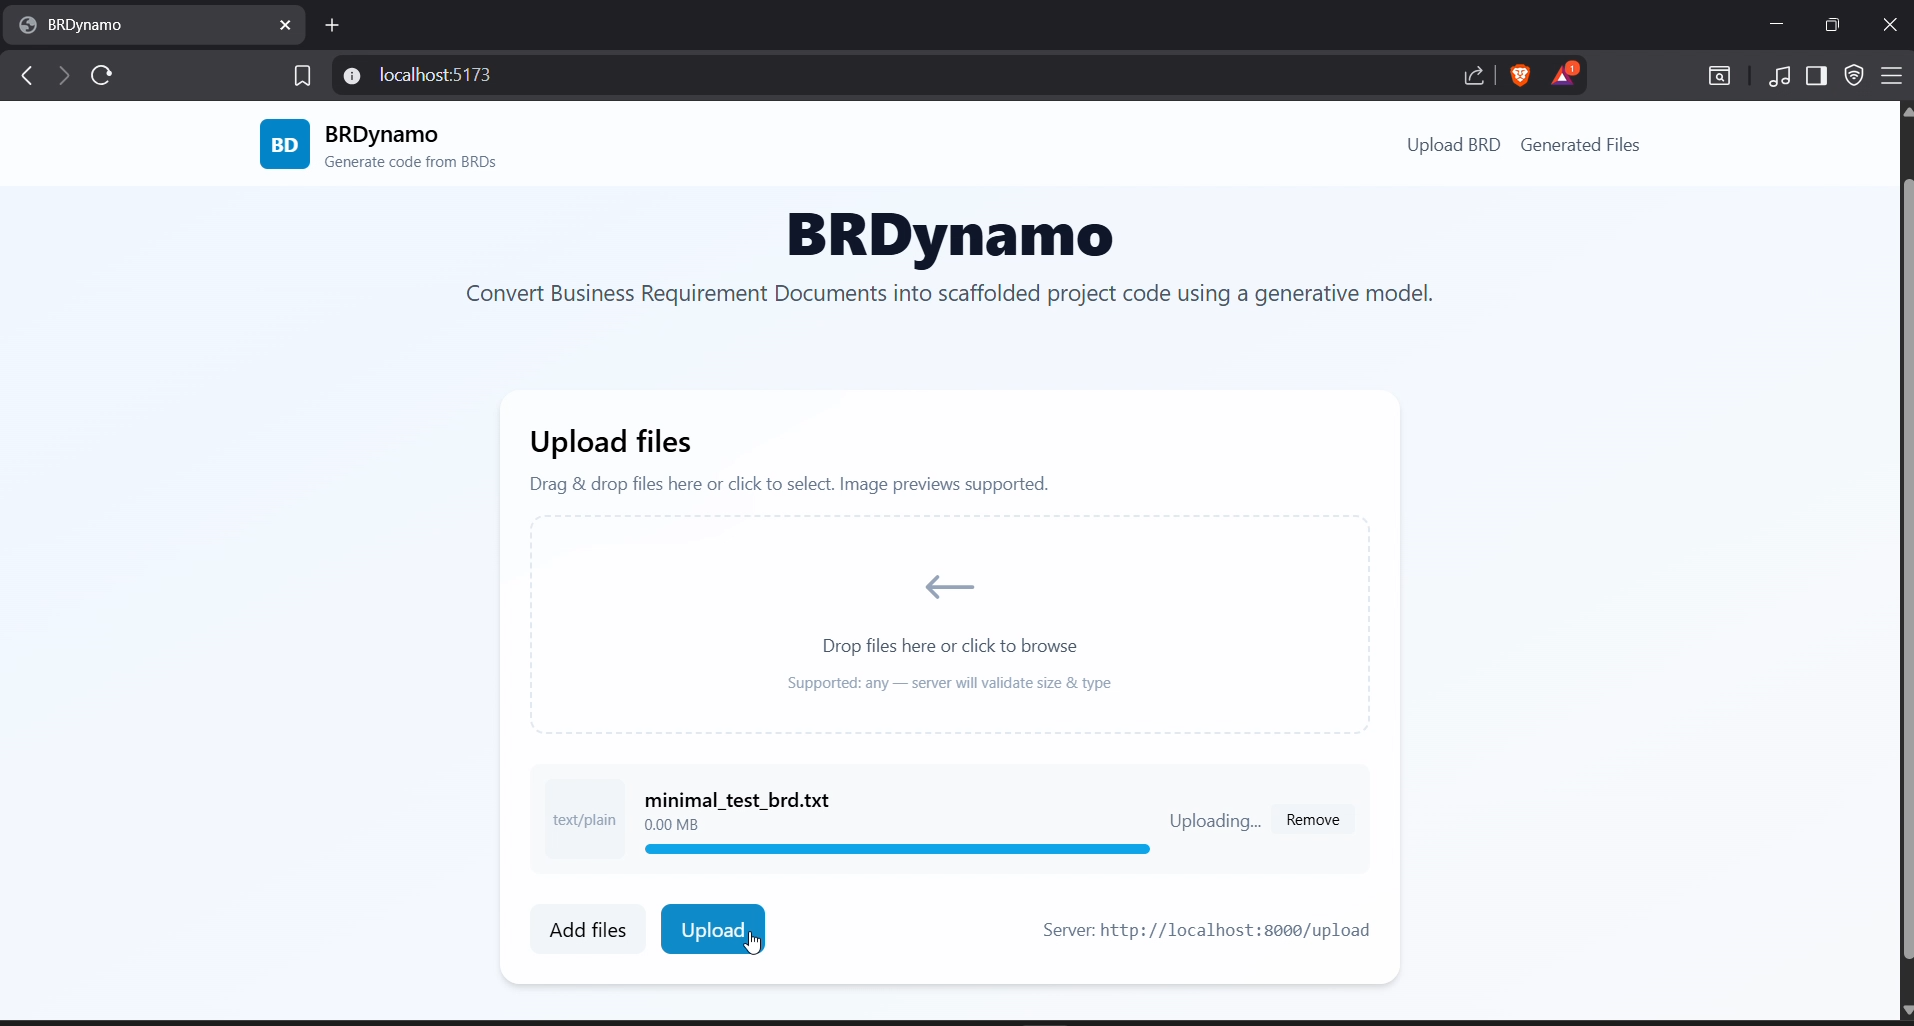 BRDynamo
localhost:5173
1
BD
BRDynamo
Generate code from BRDs
Upload BRD
Generated Files
BRDynamo
Convert Business Requirement Documents into scaffolded project code using a generative model.
Upload files
Drag & drop files here or click to select. Image previews supported.
Drop files here or click to browse
Supported: any — server will validate size & type
text/plain
minimal_test_brd.txt
0.00 MB
Uploading...
Remove
Add files
Upload
Server: http://localhost:8000/upload